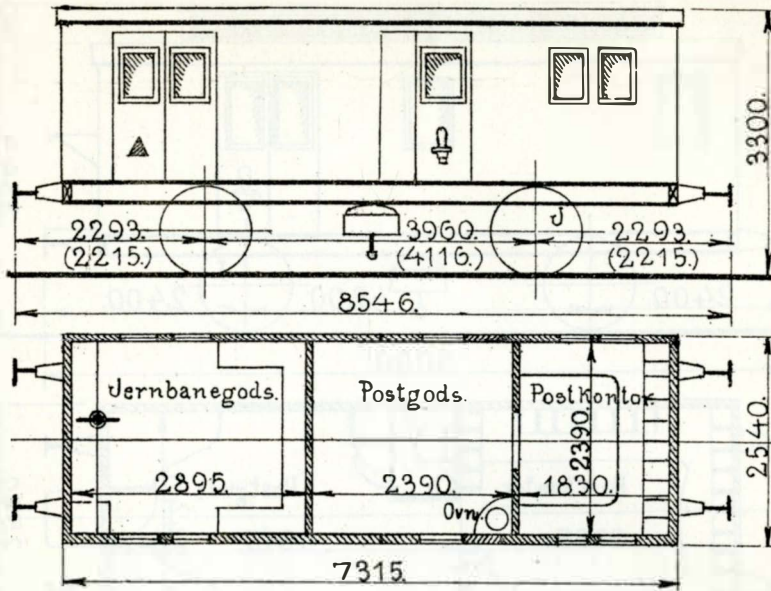 3300.
J
2293. 3960. 2293.
(2215.) (4116.) (2215.)
8546.
Jernbanegods. Postgods. Postkontor
2390.
2540.
2895. 2390. 1830.
Ovn.
7315.